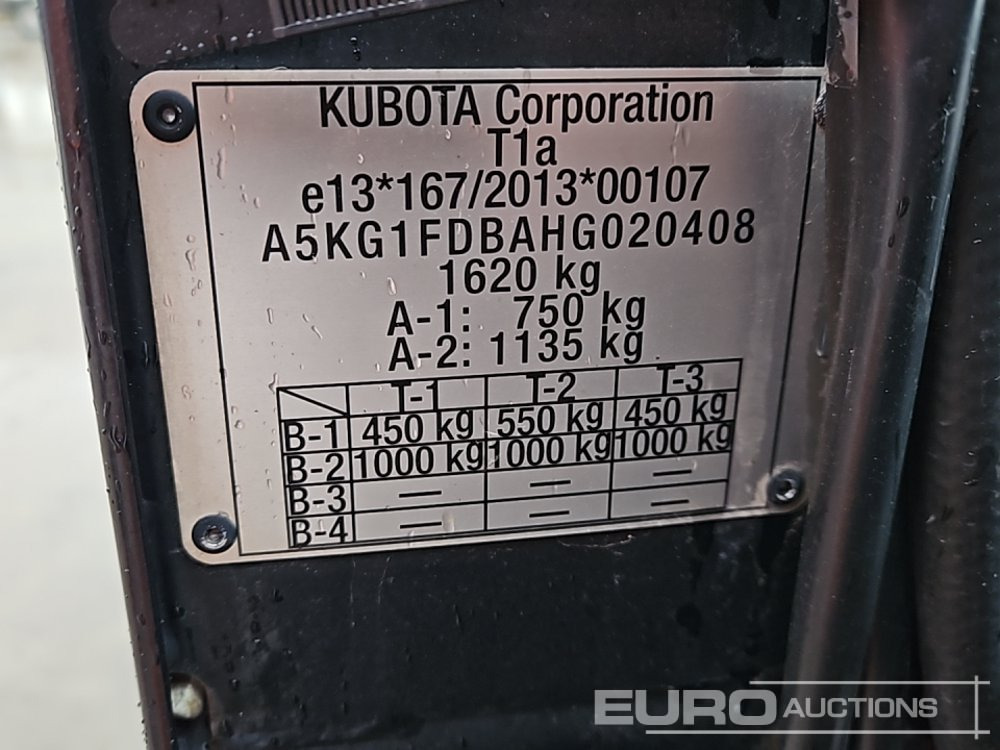 KUBOTA Corporation
T1a
e13*167/2013*00107
A5KG1FDBAHG020408
1620 kg
A-1: 750 kg
A-2: 1135 kg
T-1 T-2 T-3
B-1 450 kg 550 kg 450 kg
B-2 1000 kg 1000 kg 1000 kg
B-3 — — —
B-4 — — —
EURO AUCTIONS